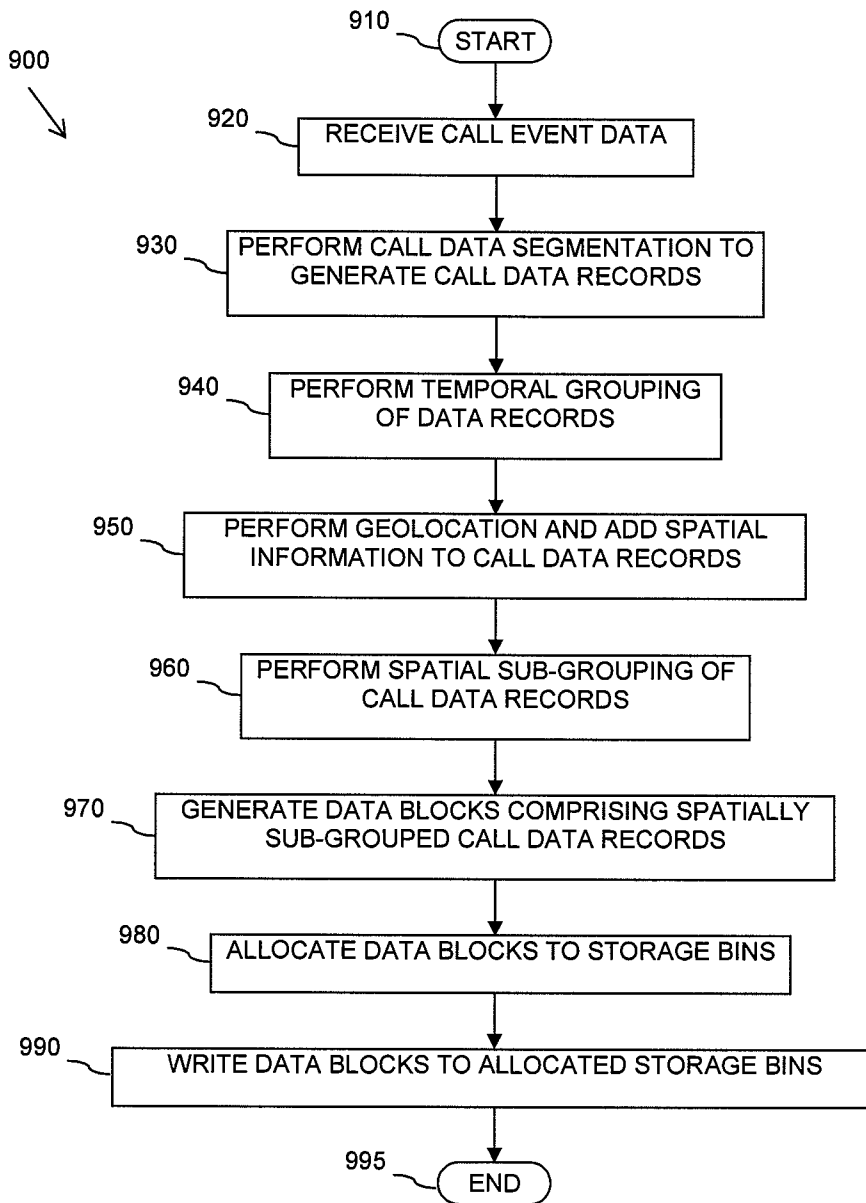 910
START
900
920
RECEIVE CALL EVENT DATA
930
PERFORM CALL DATA SEGMENTATION TO
GENERATE CALL DATA RECORDS
940
PERFORM TEMPORAL GROUPING
OF DATA RECORDS
950
PERFORM GEOLOCATION AND ADD SPATIAL
INFORMATION TO CALL DATA RECORDS
960
PERFORM SPATIAL SUB-GROUPING OF
CALL DATA RECORDS
970
GENERATE DATA BLOCKS COMPRISING SPATIALLY
SUB-GROUPED CALL DATA RECORDS
980
ALLOCATE DATA BLOCKS TO STORAGE BINS
990
WRITE DATA BLOCKS TO ALLOCATED STORAGE BINS
995
END